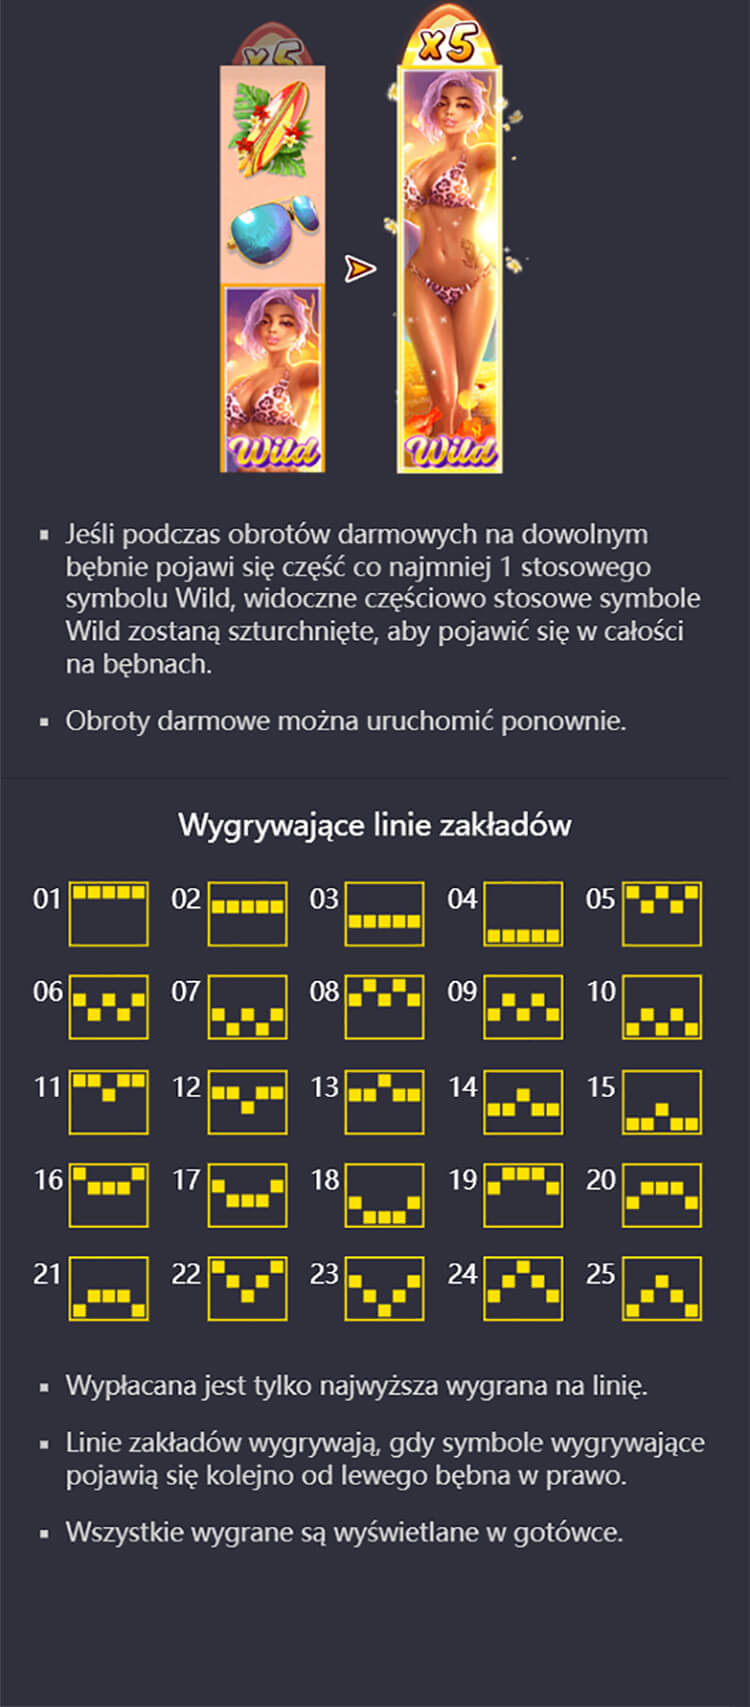 x5 x5
Wild Wild
▪ Jeśli podczas obrotów darmowych na dowolnym
bębnie pojawi się część co najmniej 1 stosowego
symbolu Wild, widoczne częściowo stosowe symbole
Wild zostaną szturchnięte, aby pojawić się w całości
na bębnach.
▪ Obroty darmowe można uruchomić ponownie.
Wygrywające linie zakładów
01 02 03 04 05
06 07 08 09 10
11 12 13 14 15
16 17 18 19 20
21 22 23 24 25
▪ Wypłacana jest tylko najwyższa wygrana na linię.
▪ Linie zakładów wygrywają, gdy symbole wygrywające
pojawią się kolejno od lewego bębna w prawo.
▪ Wszystkie wygrane są wyświetlane w gotówce.